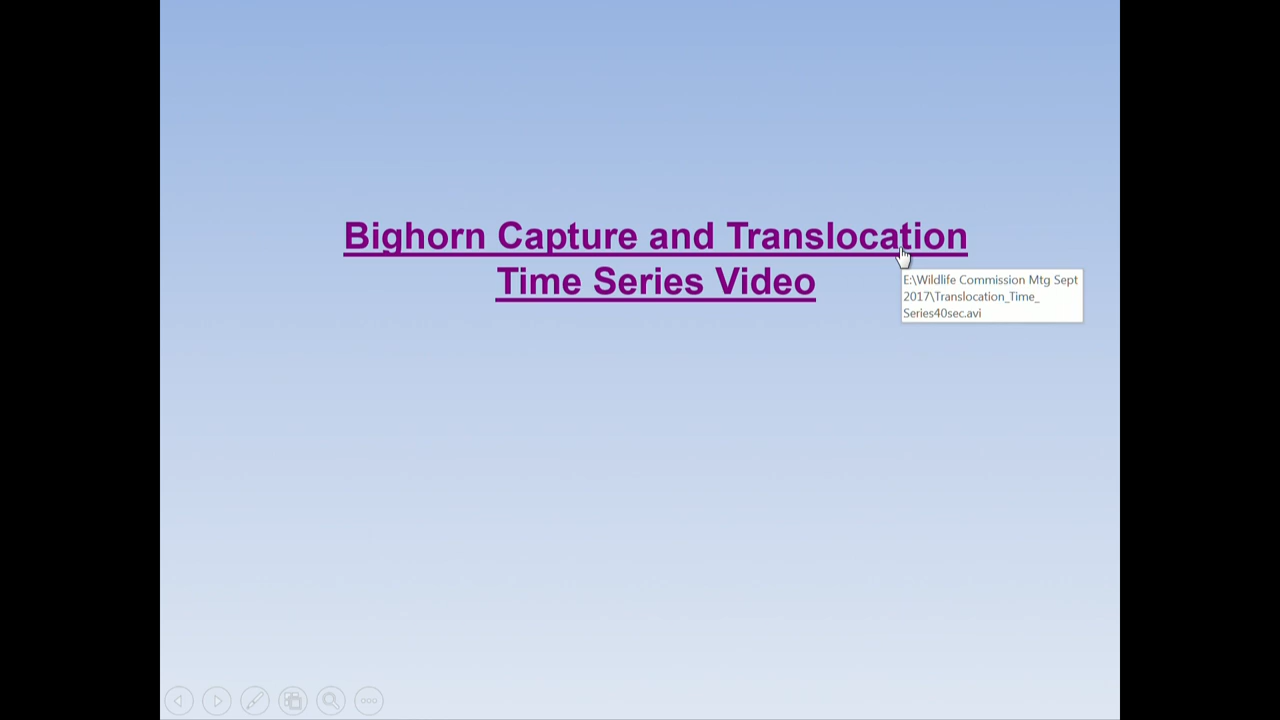 Bighorn Capture and Translocation
Time Series Video
E:\Wildlife Commission Mtg Sept
2017\Translocation_Time_
Series40sec.avi